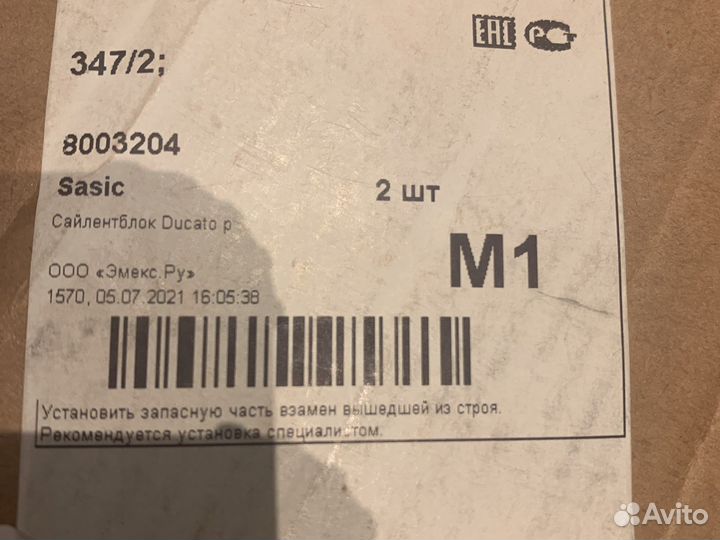 EAC
347/2;
8003204
Sasic 2 шт
Сайлентблок Ducato р
M1
ООО «Эмекс.Ру»
1570, 05.07.2021 16:05:38
Установить запасную часть взамен вышедшей из строя.
Рекомендуется установка специалистом.
Avito